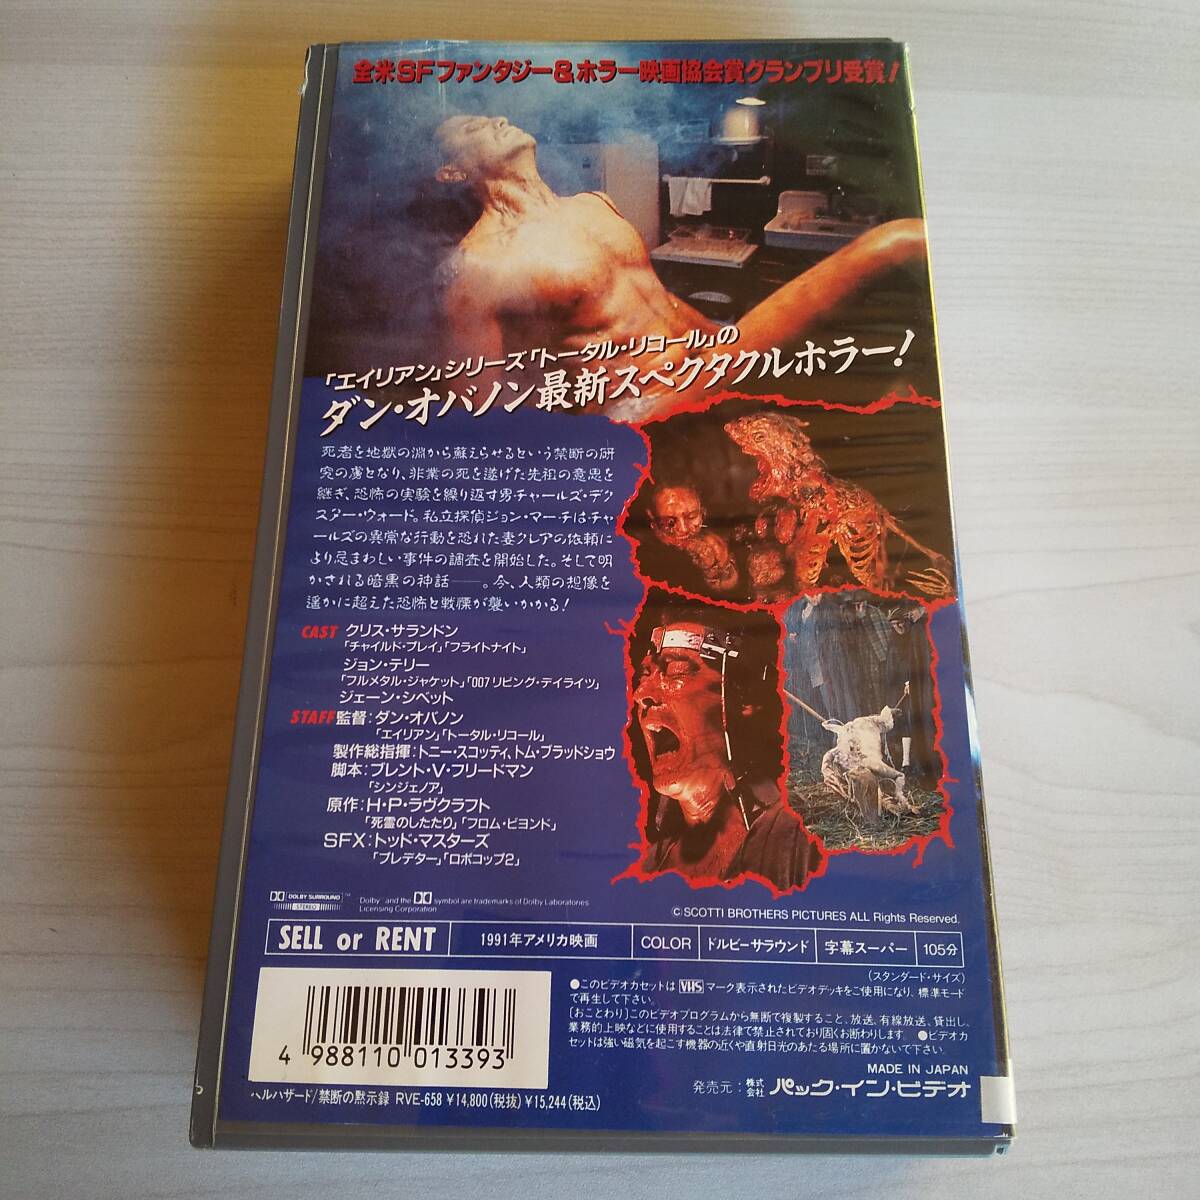 全米SFファンタジー&ホラー映画協会賞グランプリ受賞!
「エイリアン」シリーズ「トータル・リコール」の
ダン・オバノン最新スペクタクルホラー!
死者を地獄の淵から蘇えらせるという禁断の研
究の虜となり、非業の死を遂げた先祖の意思を
継ぎ、恐怖の実験を繰り返す男チャールズ・デク
スター・ウォード。私立探偵ジョン・マーチはチャ
ールズの異常な行動を恐れた妻クレアの依頼に
より忌まわしい事件の調査を開始した。そして明
かされる暗黒の神話——。今、人類の想像を
遥かに超えた恐怖と戦慄が襲いかかる!
CAST クリス・サランドン
「チャイルド・プレイ」「フライトナイト」
ジョン・テリー
「フルメタル・ジャケット」「007リビング・デイライツ」
ジェーン・シベット
STAFF 監督:ダン・オバノン
「エイリアン」「トータル・リコール」
製作総指揮:トニー・スコッティ、トム・ブラッドショウ
脚本:ブレント・V・フリードマン
「シンジェノア」
原作:H・P・ラヴクラフト
「死霊のしたたり」「フロム・ビヨンド」
SFX:トッド・マスターズ
「プレデター」「ロボコップ2」
DOLBY SURROUND TM
STEREO
Dolby and the symbol are trademarks of Dolby Laboratories
Licensing Corporation
©SCOTTI BROTHERS PICTURES ALL Rights Reserved.
SELL or RENT 1991年アメリカ映画 COLOR ドルビーサラウンド 字幕スーパー 105分
(スタンダード・サイズ)
●このビデオカセットは VHS マーク表示されたビデオデッキをご使用になり、標準モード
で再生して下さい。
〔おことわり〕このビデオプログラムから無断で複製すること、放送、有線放送、貸出し、
業務的上映などに使用することは法律で禁止されており固くお断わりします。 ●ビデオカ
セットは強い磁気を起こす機器の近くや直射日光のあたる場所に置かないで下さい。
4 988110 013393
MADE IN JAPAN
発売元:株式会社 パック・イン・ビデオ
ヘルハザード/禁断の黙示録 RVE-658 ¥14,800(税抜)¥15,244(税込)